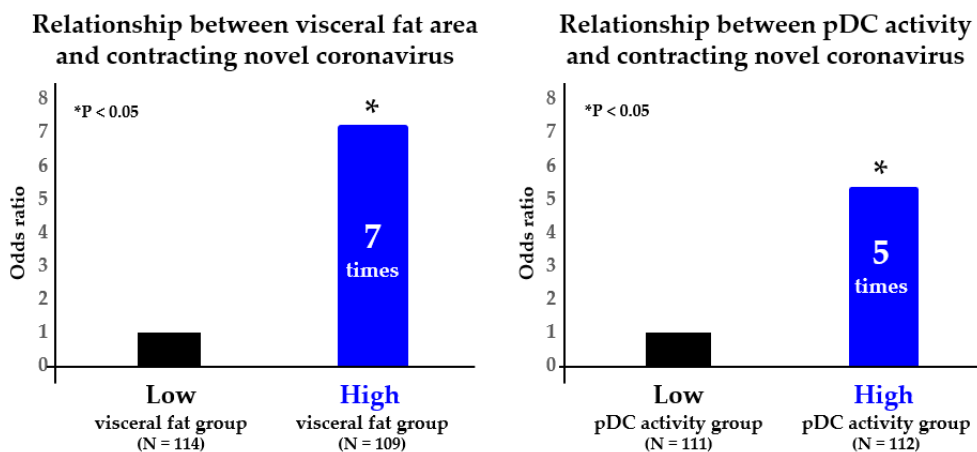 Relationship between visceral fat area
and contracting novel coronavirus
*P < 0.05
Odds ratio
8
7
6
5
4
3
2
1
0
*
7
times
Low
visceral fat group
(N = 114)
High
visceral fat group
(N = 109)
Relationship between pDC activity
and contracting novel coronavirus
*P < 0.05
Odds ratio
8
7
6
5
4
3
2
1
0
*
5
times
Low
pDC activity group
(N = 111)
High
pDC activity group
(N = 112)